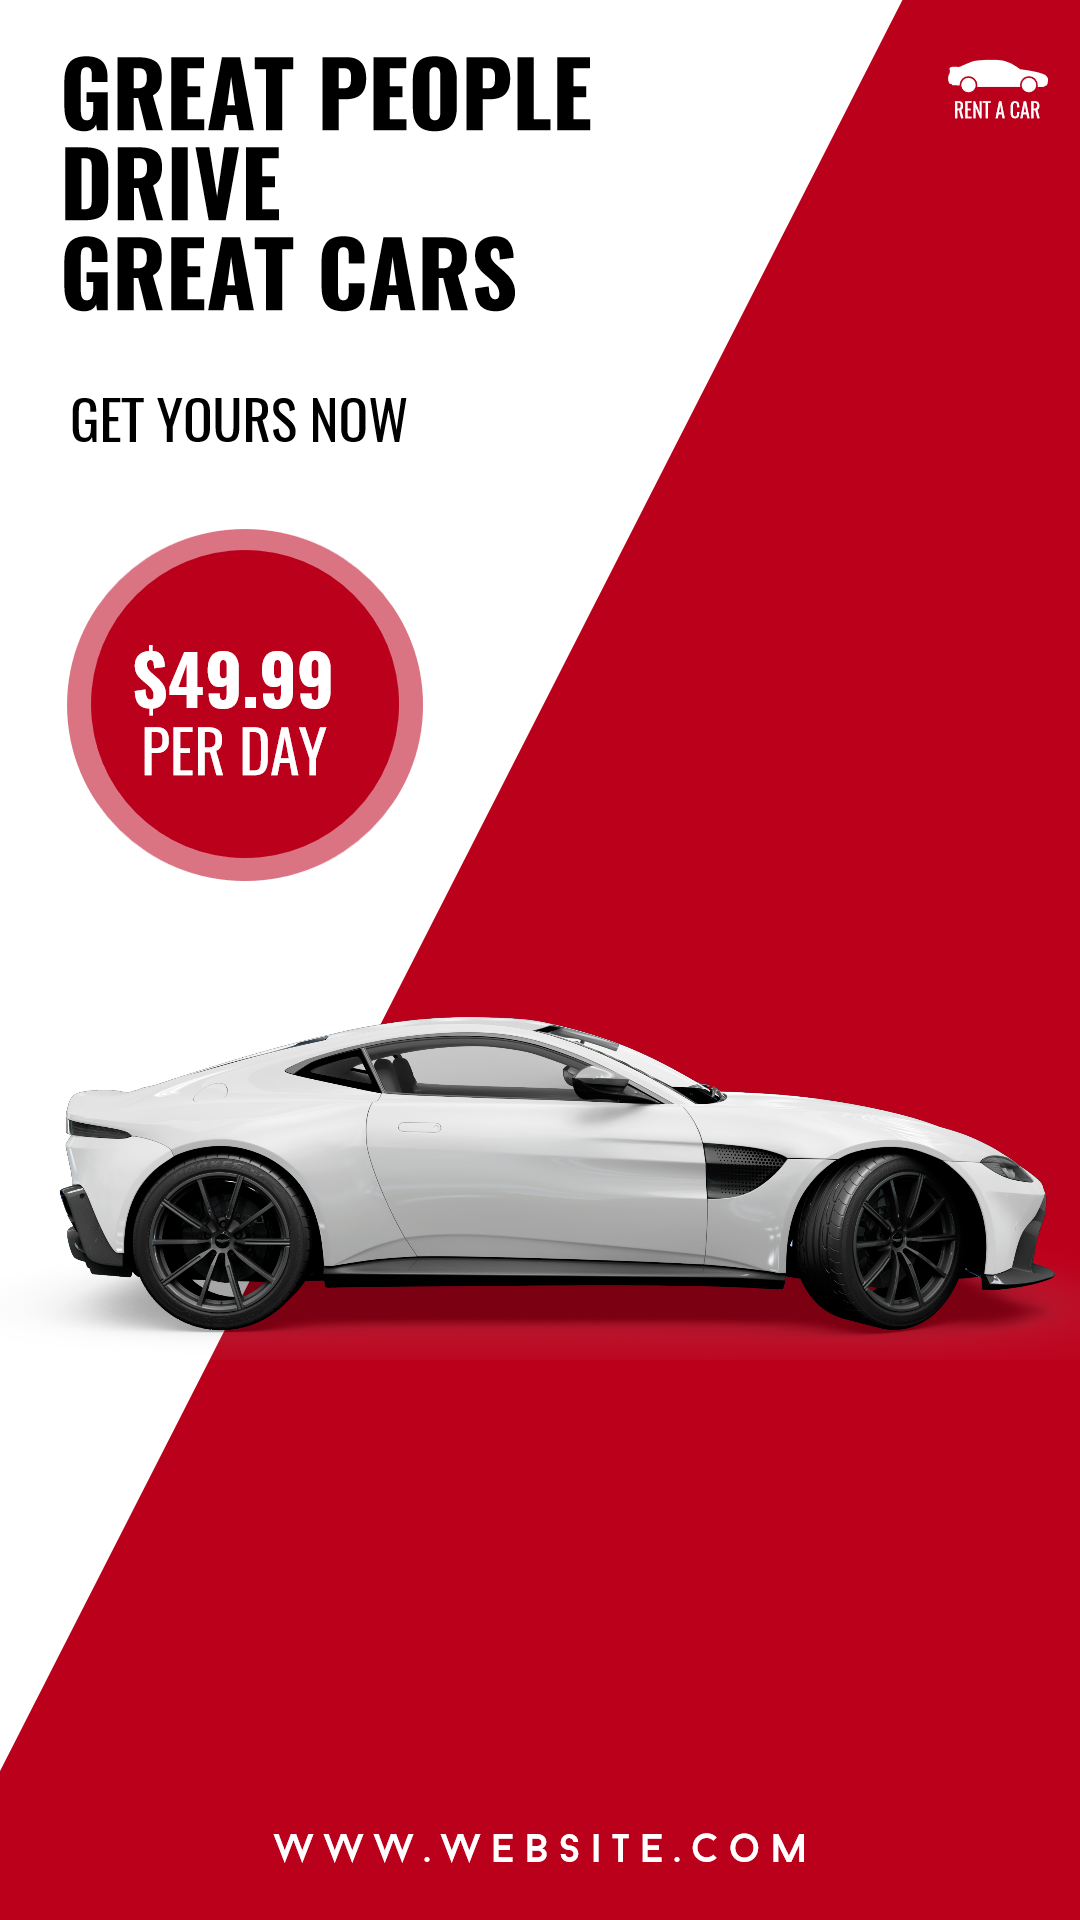 GREAT PEOPLE
DRIVE
GREAT CARS
RENT A CAR
GET YOURS NOW
$49.99
PER DAY
WWW.WEBSITE.COM